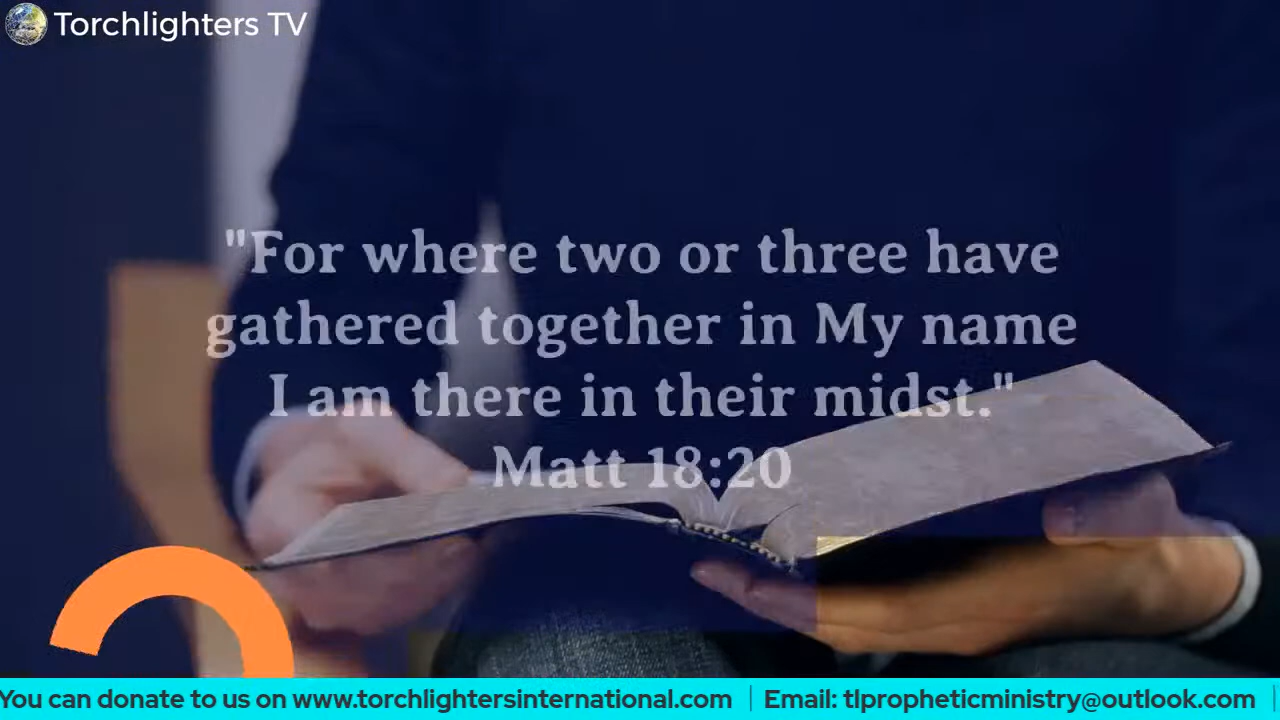 Torchlighters TV
"For where two or three have
gathered together in My name
I am there in their midst."
Matt 18:20
You can donate to us on www.torchlightersinternational.com | Email: tlpropheticministry@outlook.com